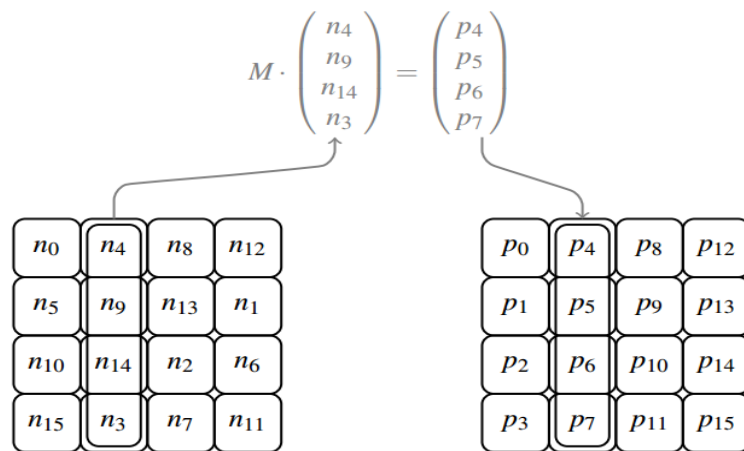 M · ( n₄ n₉ n₁₄ n₃ ) = ( p₄ p₅ p₆ p₇ )
n₀ n₄ n₈ n₁₂
n₅ n₉ n₁₃ n₁
n₁₀ n₁₄ n₂ n₆
n₁₅ n₃ n₇ n₁₁
p₀ p₄ p₈ p₁₂
p₁ p₅ p₉ p₁₃
p₂ p₆ p₁₀ p₁₄
p₃ p₇ p₁₁ p₁₅